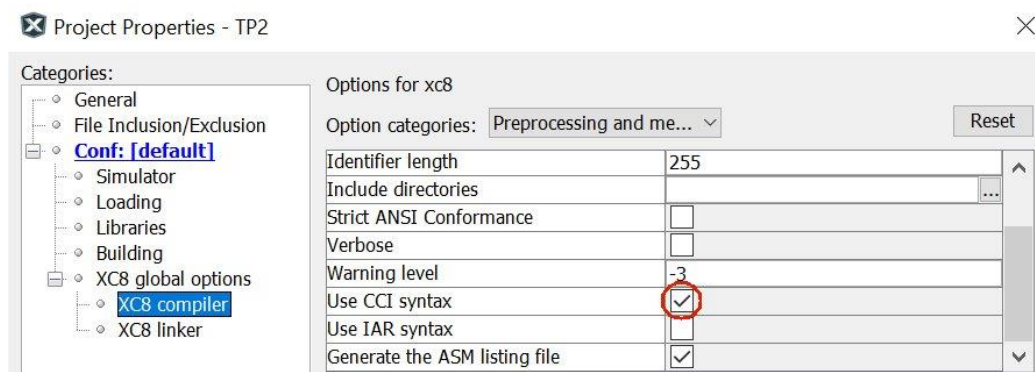 Project Properties - TP2
Categories:
General
File Inclusion/Exclusion
Conf: [default]
Simulator
Loading
Libraries
Building
XC8 global options
XC8 compiler
XC8 linker
Options for xc8
Option categories: Preprocessing and me... Reset
Identifier length 255
Include directories ...
Strict ANSI Conformance
Verbose
Warning level -3
Use CCI syntax
Use IAR syntax
Generate the ASM listing file